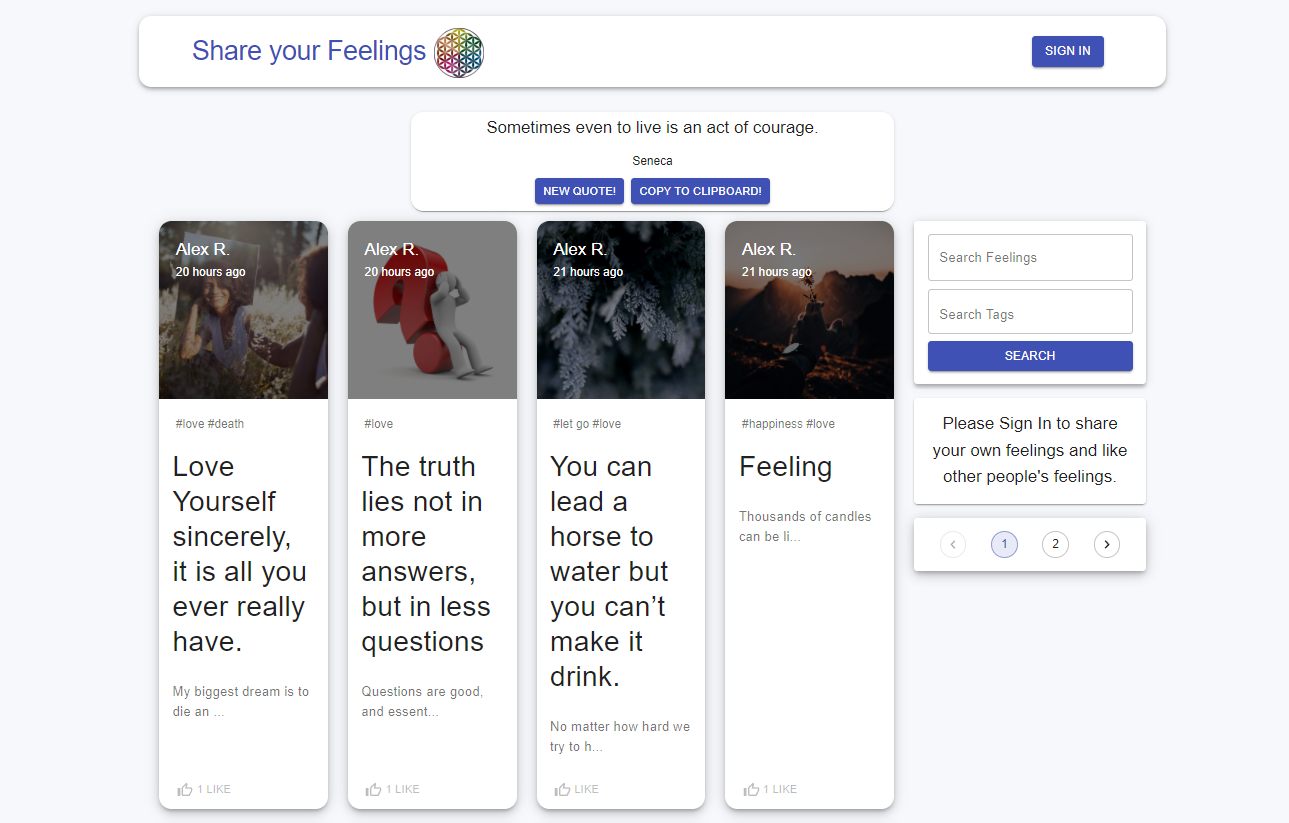 Share your Feelings
SIGN IN
Sometimes even to live is an act of courage.
Seneca
NEW QUOTE!
COPY TO CLIPBOARD!
Alex R.
20 hours ago
#love #death
Love
Yourself
sincerely,
it is all you
ever really
have.
My biggest dream is to
die an ...
1 LIKE
Alex R.
20 hours ago
#love
The truth
lies not in
more
answers,
but in less
questions
Questions are good,
and essent...
1 LIKE
Alex R.
21 hours ago
#let go #love
You can
lead a
horse to
water but
you can’t
make it
drink.
No matter how hard we
try to h...
LIKE
Alex R.
21 hours ago
#happiness #love
Feeling
Thousands of candles
can be li...
1 LIKE
Search Feelings
Search Tags
SEARCH
Please Sign In to share
your own feelings and like
other people's feelings.
1
2